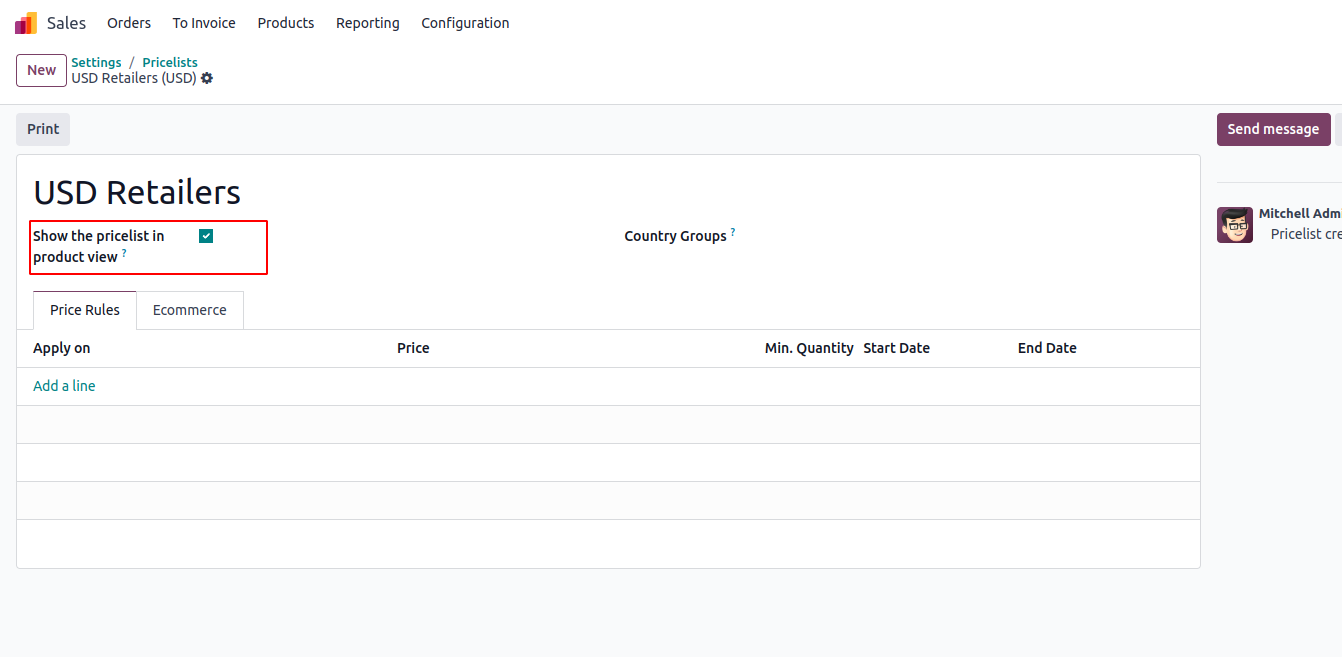 Sales Orders To Invoice Products Reporting Configuration
New Settings / Pricelists
USD Retailers (USD)
Print Send message
USD Retailers
Show the pricelist in
product view ?
Country Groups ?
Mitchell Adm
Pricelist cre
Price Rules Ecommerce
Apply on Price Min. Quantity Start Date End Date
Add a line